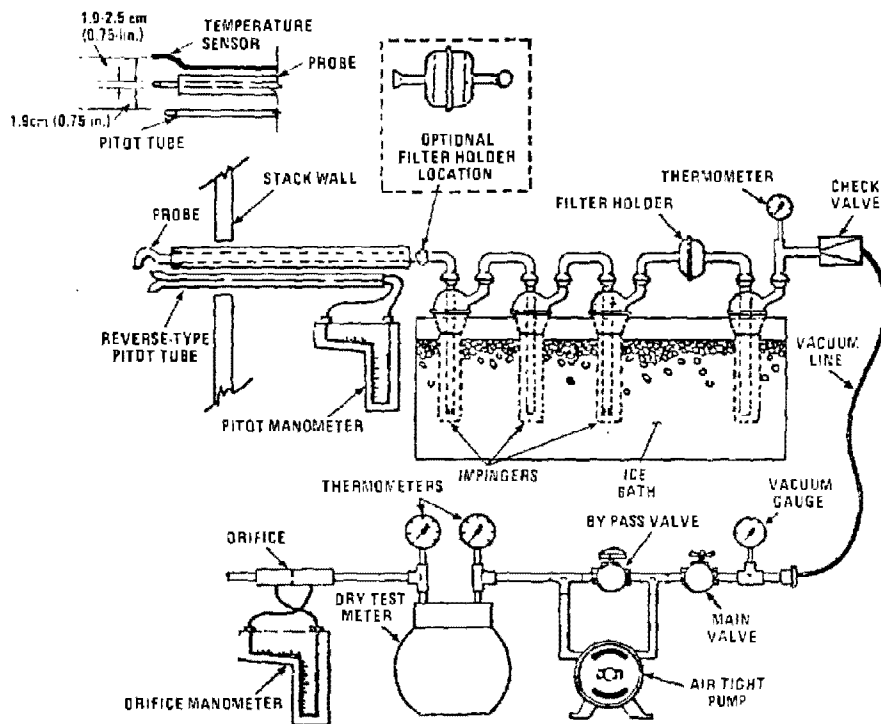 1.9-2.5 cm
(0.75-1in.)
TEMPERATURE
SENSOR
PROBE
1.9cm (0.75 in.)
PITOT TUBE
OPTIONAL
FILTER HOLDER
LOCATION
STACK WALL
PROBE
THERMOMETER
FILTER HOLDER
CHECK
VALVE
REVERSE-TYPE
PITOT TUBE
PITOT MANOMETER
VACUUM
LINE
IMPINGERS
ICE
BATH
THERMOMETERS
VACUUM
GAUGE
BY PASS VALVE
ORIFICE
DRY TEST
METER
MAIN
VALVE
ORIFICE MANOMETER
AIR TIGHT
PUMP